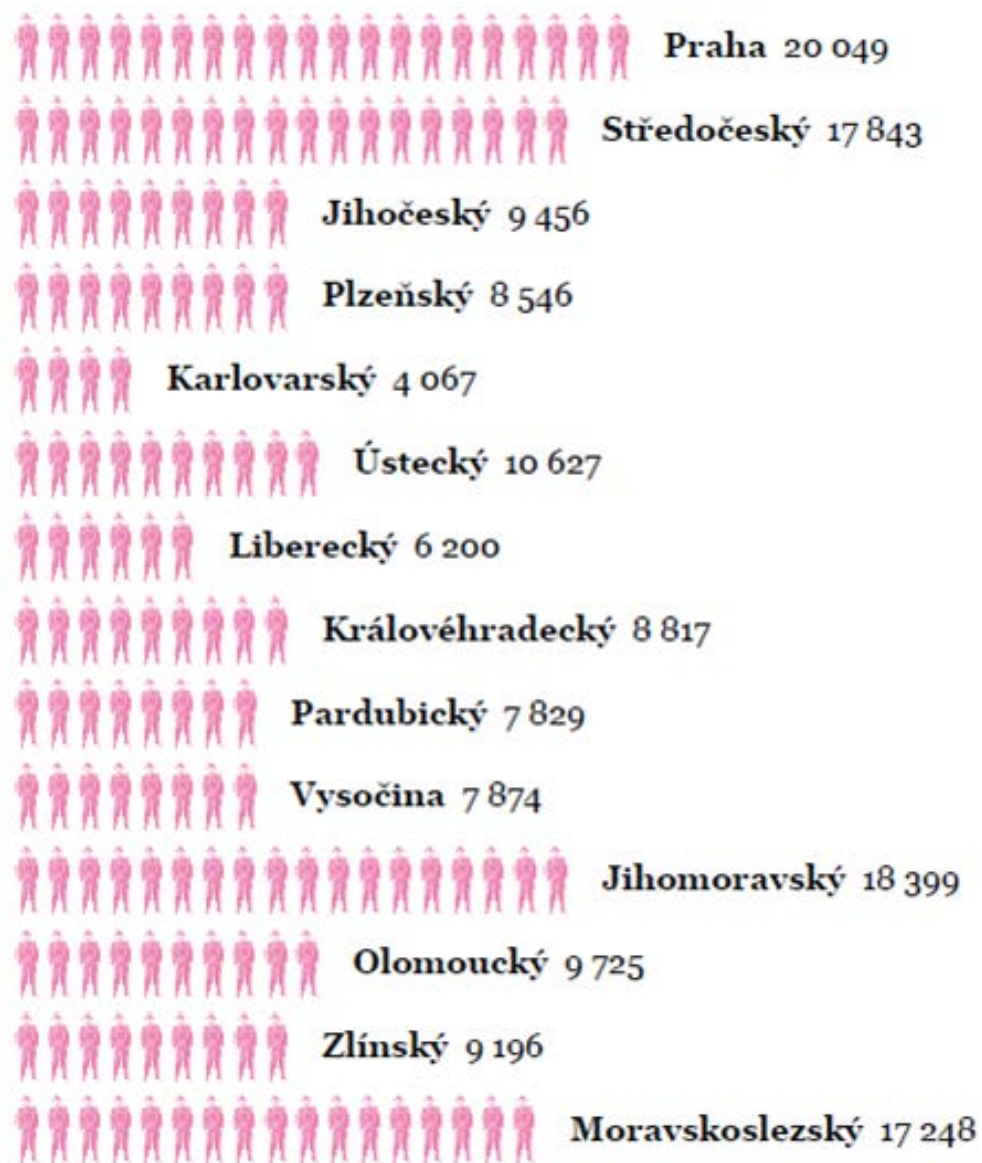 Praha 20 049
Středočeský 17 843
Jihočeský 9 456
Plzeňský 8 546
Karlovarský 4 067
Ústecký 10 627
Liberecký 6 200
Královéhradecký 8 817
Pardubický 7 829
Vysočina 7 874
Jihomoravský 18 399
Olomoucký 9 725
Zlínský 9 196
Moravskoslezský 17 248